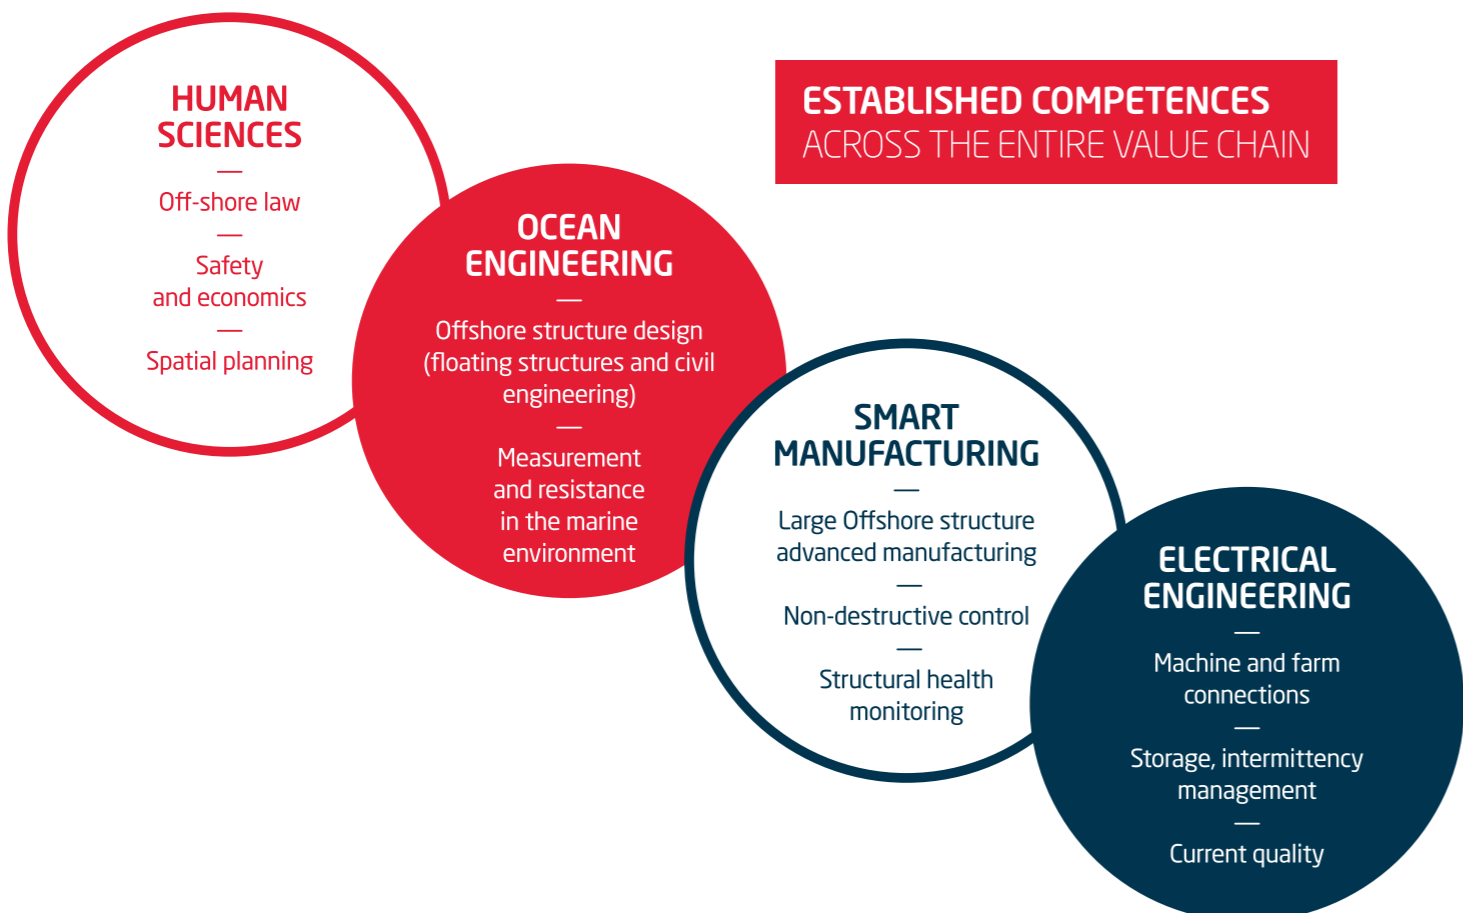 HUMAN
SCIENCES
—
Off-shore law
—
Safety
and economics
—
Spatial planning
ESTABLISHED COMPETENCES
ACROSS THE ENTIRE VALUE CHAIN
OCEAN
ENGINEERING
—
Offshore structure design
(floating structures and civil
engineering)
—
Measurement
and resistance
in the marine
environment
SMART
MANUFACTURING
—
Large Offshore structure
advanced manufacturing
—
Non-destructive control
—
Structural health
monitoring
ELECTRICAL
ENGINEERING
—
Machine and farm
connections
—
Storage, intermittency
management
—
Current quality